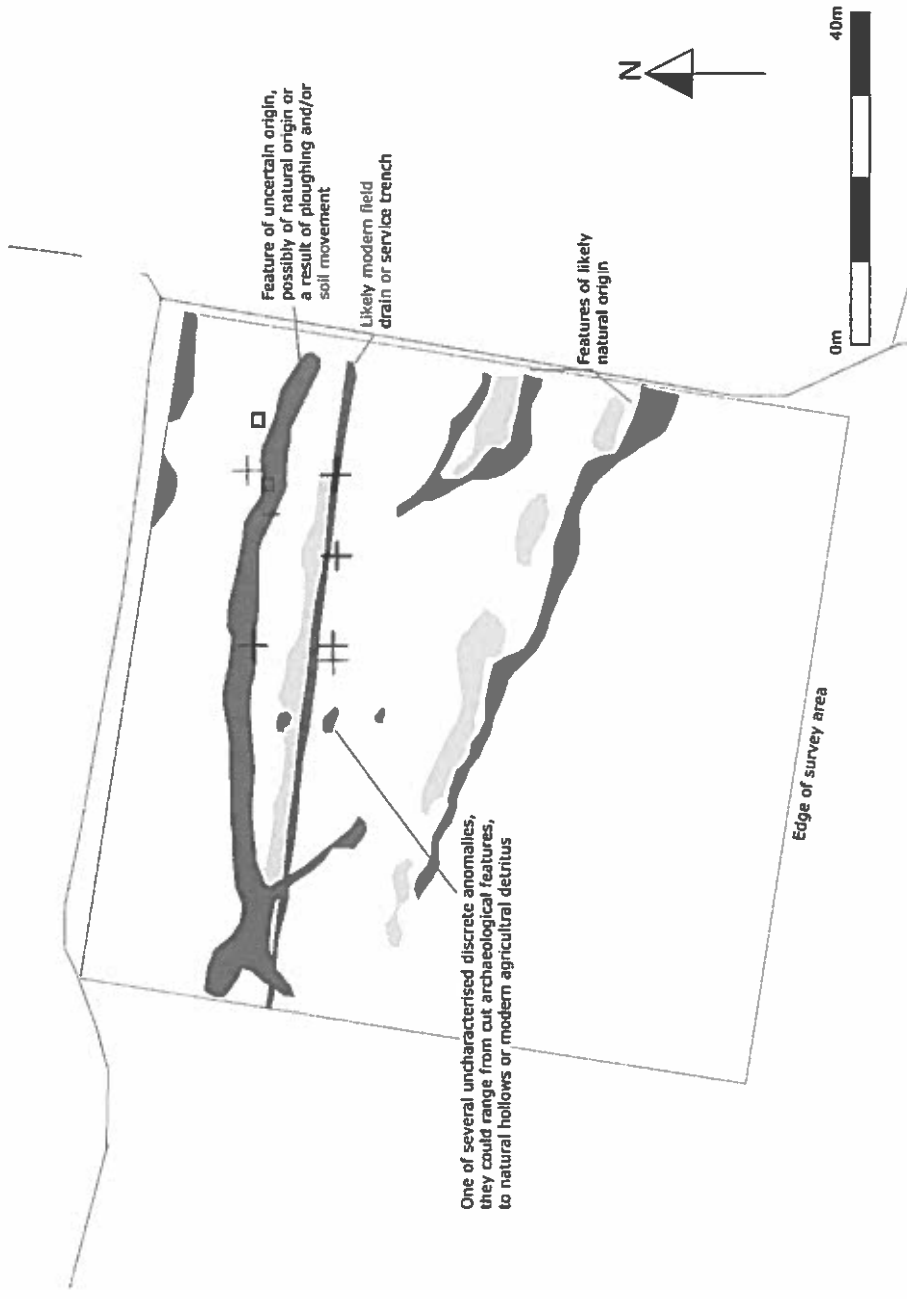 Feature of uncertain origin,
possibly of natural origin or
a result of ploughing and/or
soil movement
Likely modern field
drain or service trench
Features of likely
natural origin
One of several uncharacterised discrete anomalies,
they could range from cut archaeological features,
to natural hollows or modern agricultral detritus
Edge of survey area
N
0m
40m